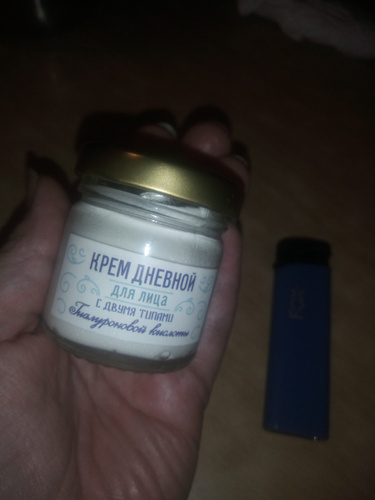 КРЕМ ДНЕВНОЙ
ДЛЯ ЛИЦА
С ДВУМЯ ТИПАМИ
Гиалуроновой кислоты